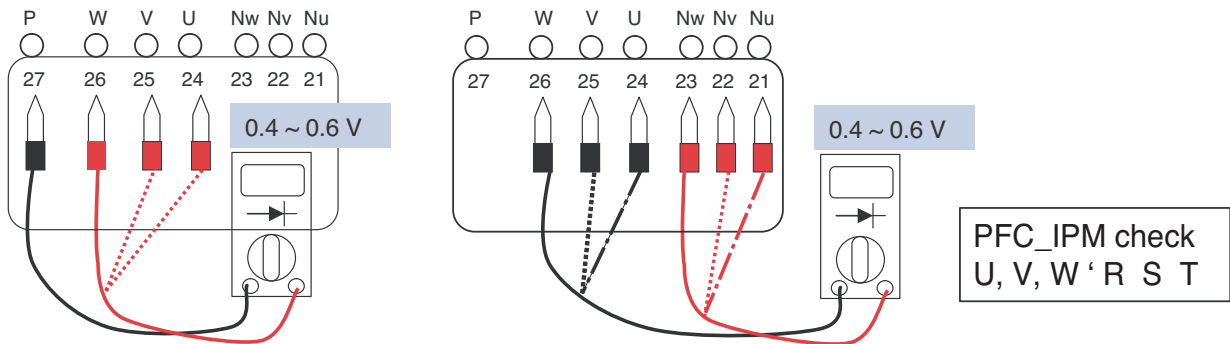 P W V U Nw Nv Nu
27 26 25 24 23 22 21
0.4 ~ 0.6 V
P W V U Nw Nv Nu
27 26 25 24 23 22 21
0.4 ~ 0.6 V
PFC_IPM check
U, V, W ‘ R S T